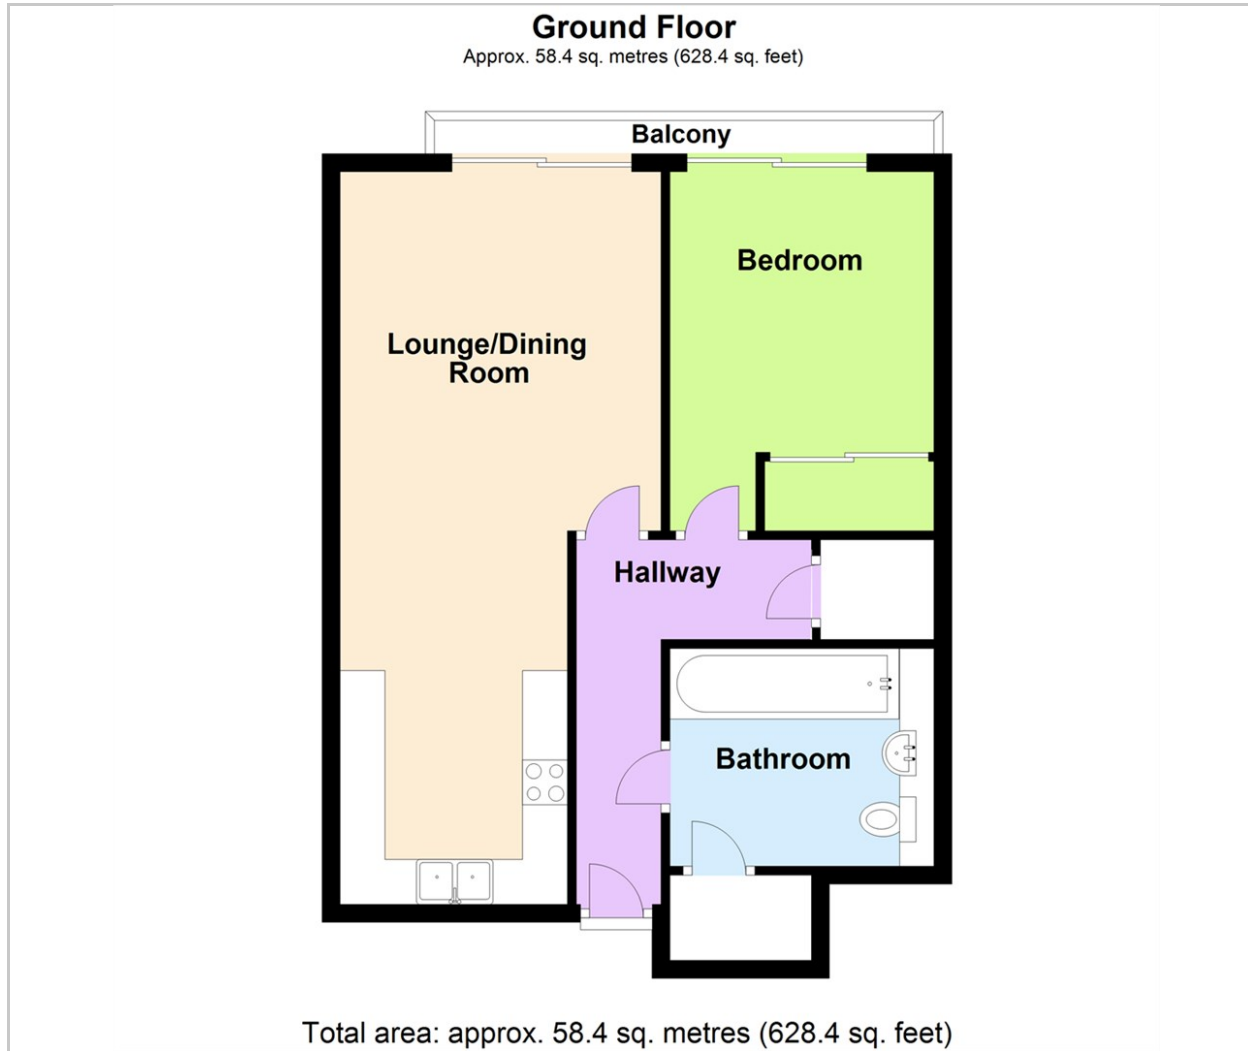 Ground Floor
Approx. 58.4 sq. metres (628.4 sq. feet)
Balcony
Bedroom
Lounge/Dining
Room
Hallway
Bathroom
Total area: approx. 58.4 sq. metres (628.4 sq. feet)